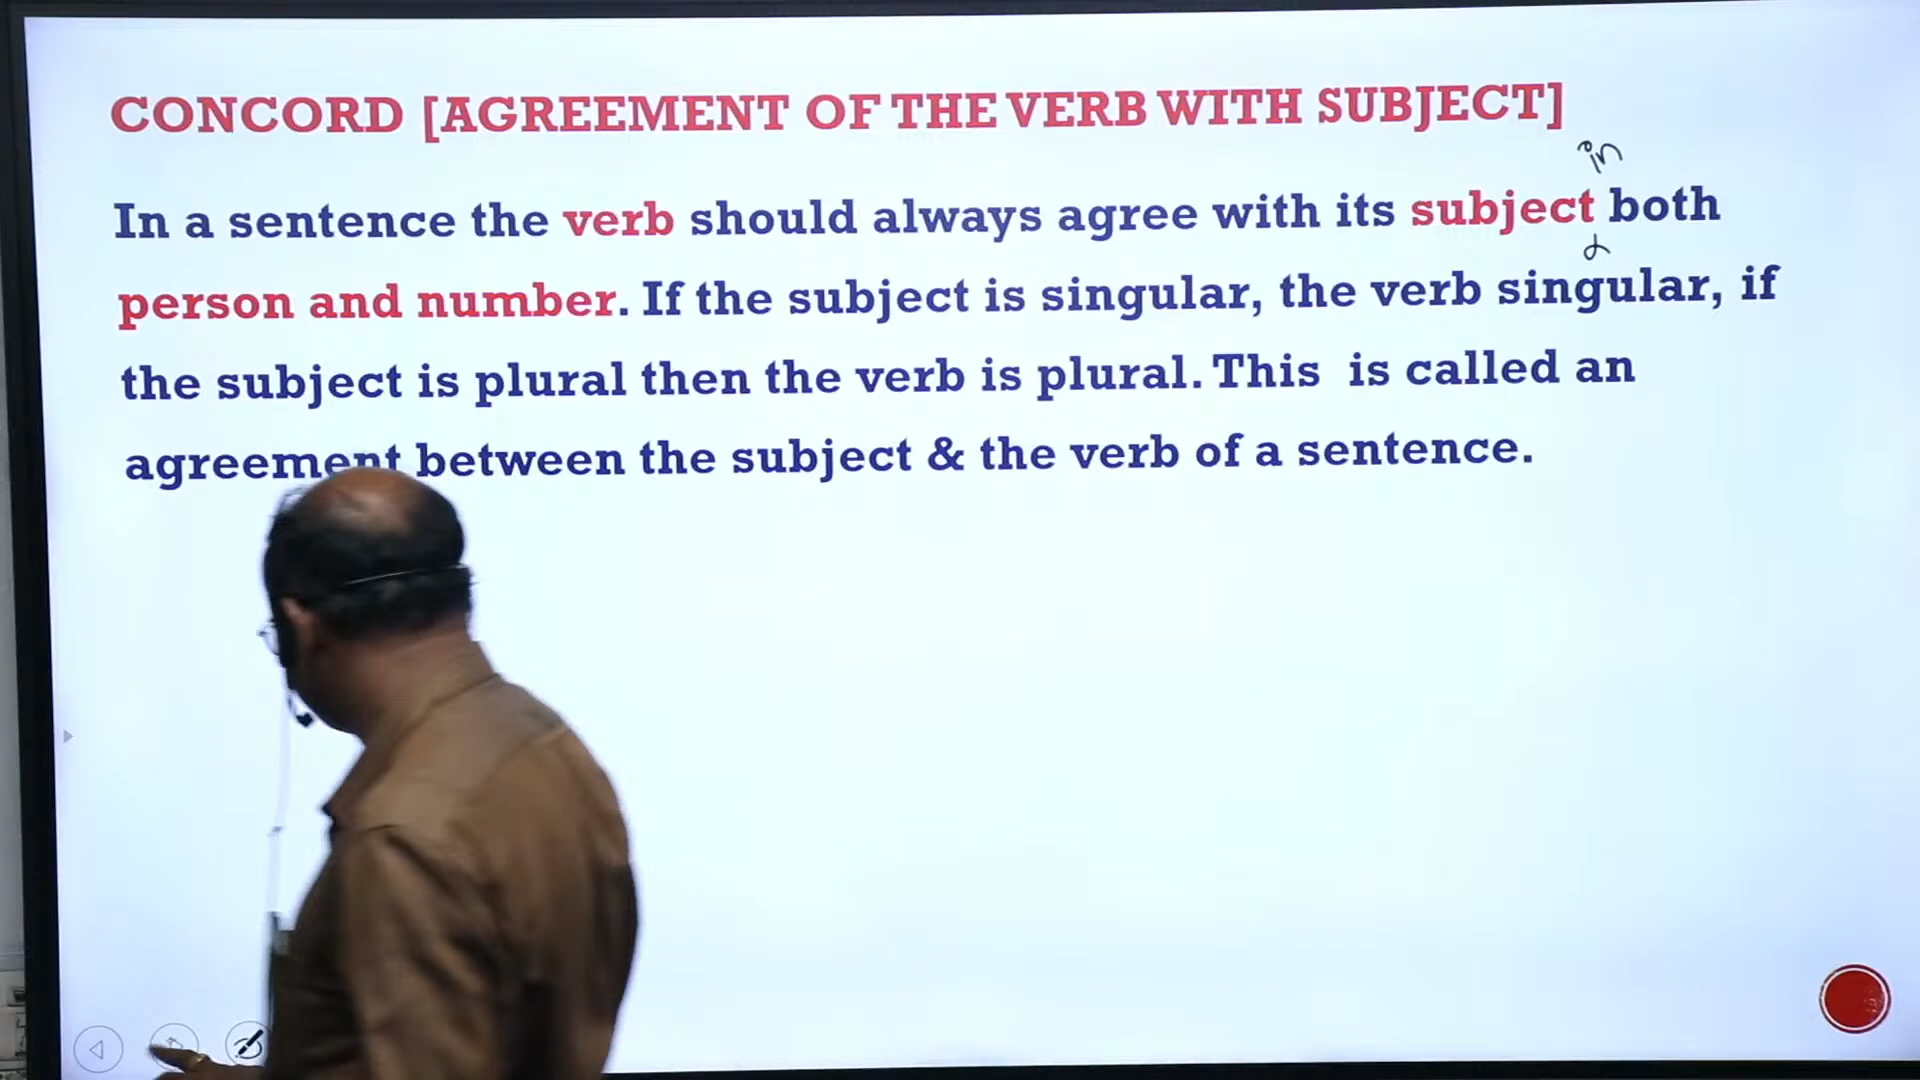 CONCORD [AGREEMENT OF THE VERB WITH SUBJECT]
in
In a sentence the verb should always agree with its subject both
person and number. If the subject is singular, the verb singular, if
the subject is plural then the verb is plural. This is called an
agreement between the subject & the verb of a sentence.